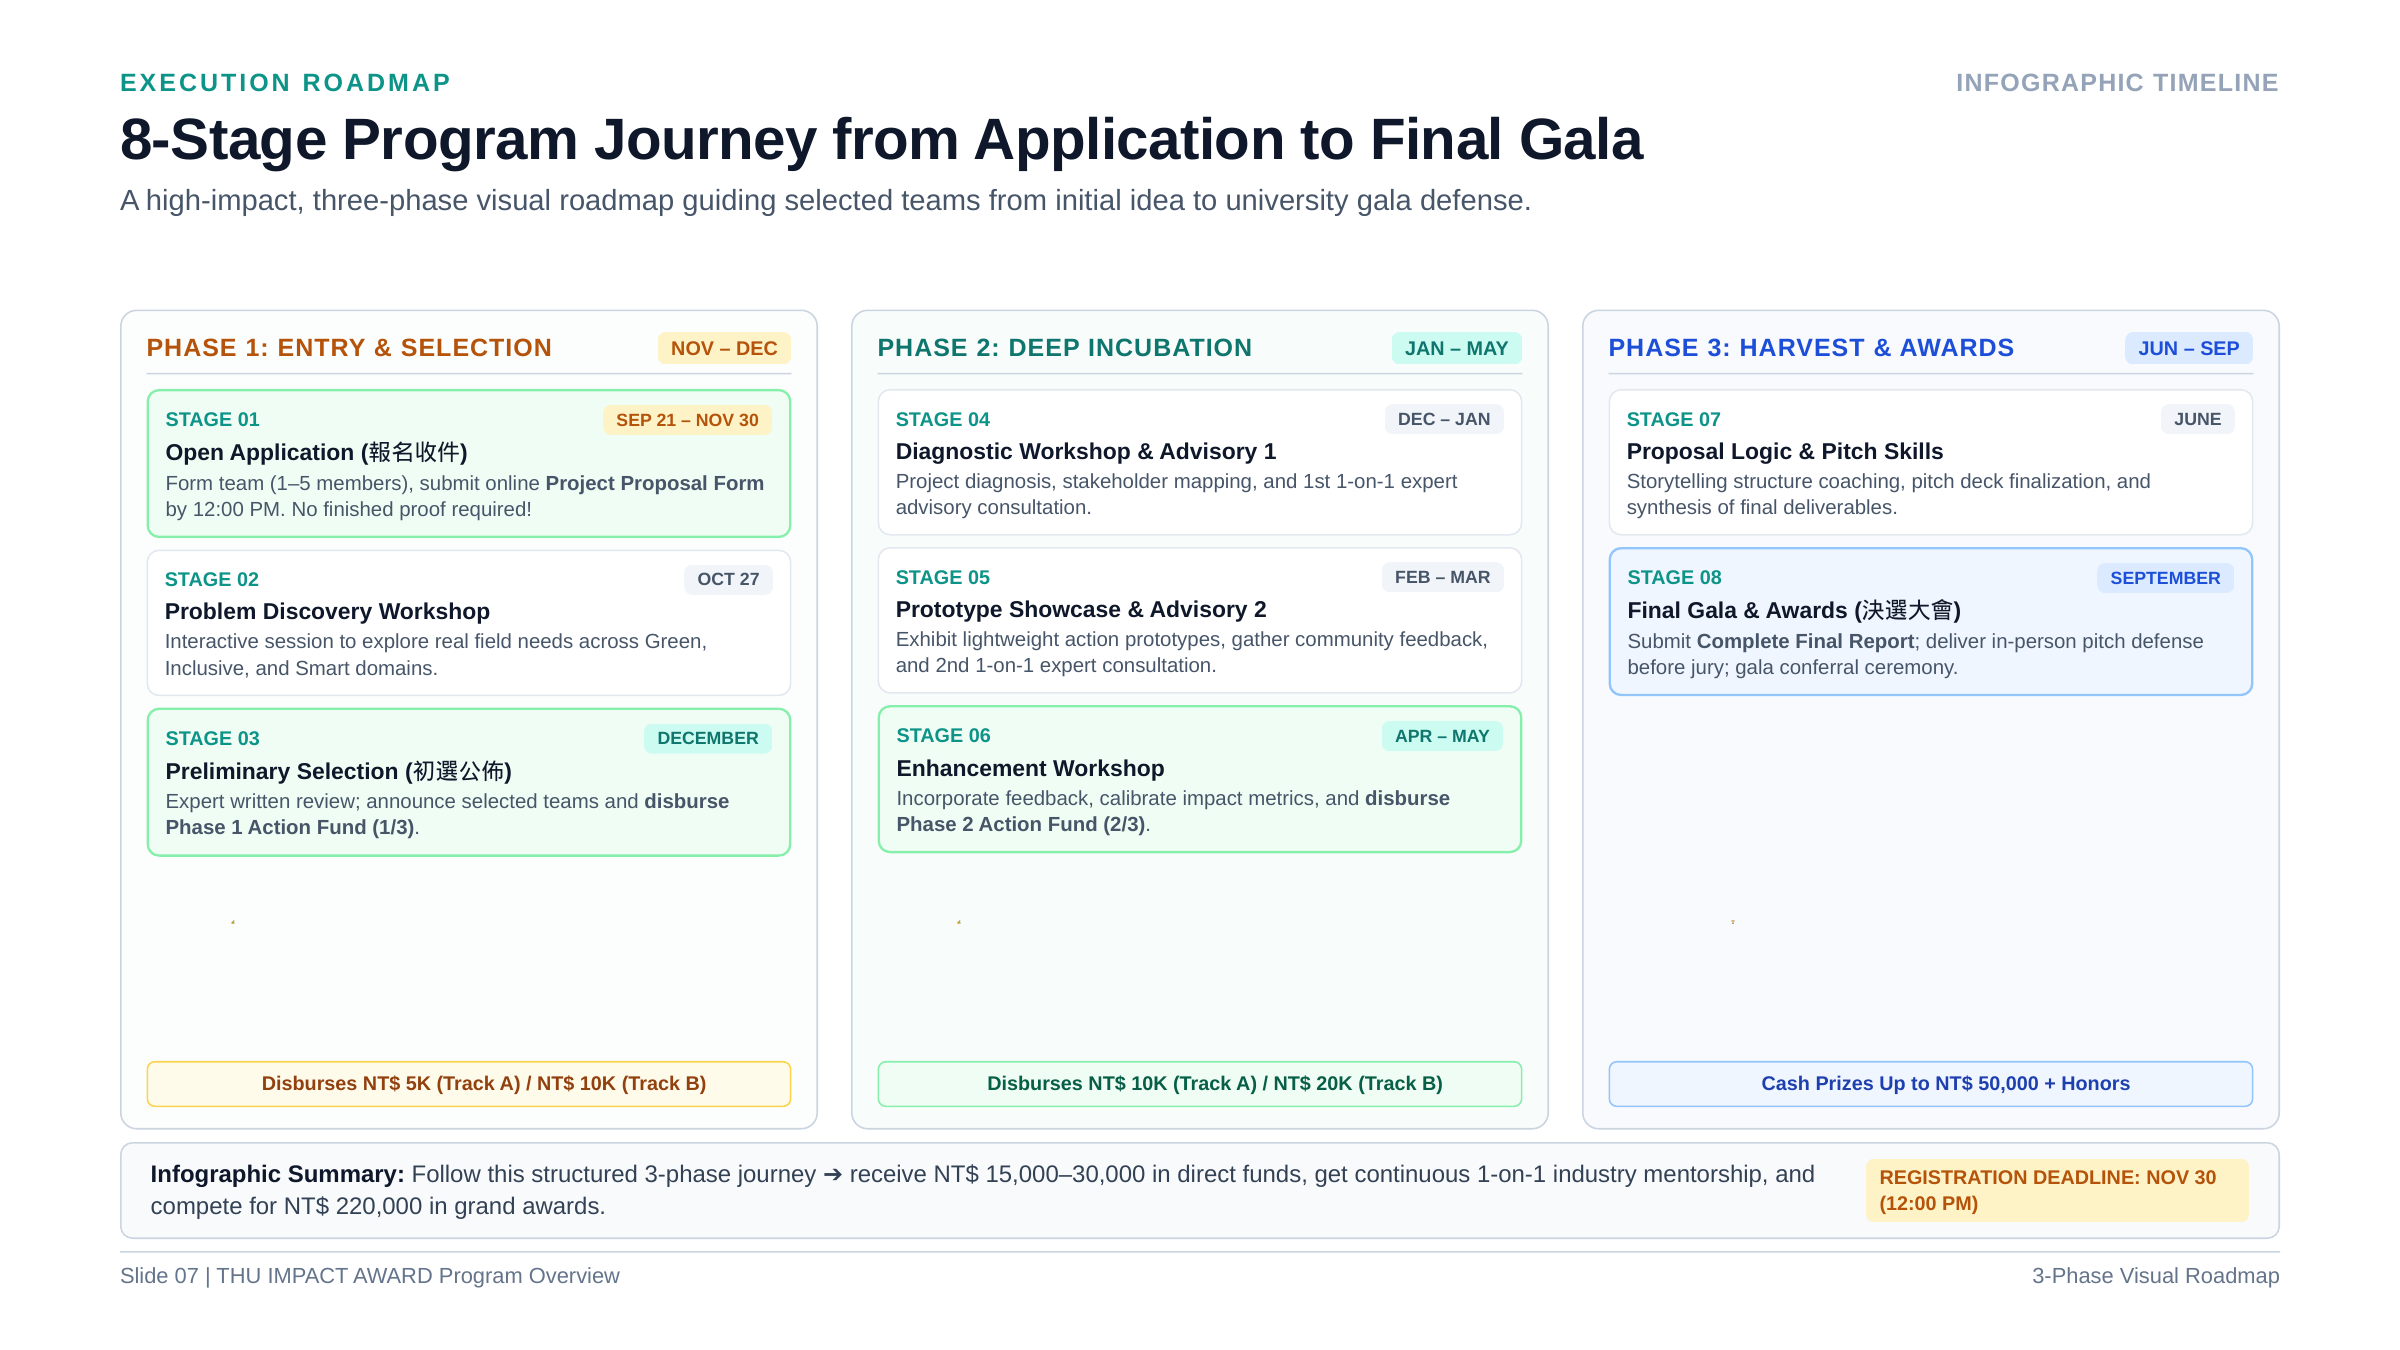 EXECUTION ROADMAP
INFOGRAPHIC TIMELINE
8-Stage Program Journey from Application to Final Gala
A high-impact, three-phase visual roadmap guiding selected teams from initial idea to university gala defense.
PHASE 1: ENTRY & SELECTION
NOV – DEC
STAGE 01
SEP 21 – NOV 30
Open Application (報名收件)
Form team (1–5 members), submit online Project Proposal Form
by 12:00 PM. No finished proof required!
STAGE 02
OCT 27
Problem Discovery Workshop
Interactive session to explore real field needs across Green,
Inclusive, and Smart domains.
STAGE 03
DECEMBER
Preliminary Selection (初選公佈)
Expert written review; announce selected teams and disburse
Phase 1 Action Fund (1/3).
Disburses NT$ 5K (Track A) / NT$ 10K (Track B)
PHASE 2: DEEP INCUBATION
JAN – MAY
STAGE 04
DEC – JAN
Diagnostic Workshop & Advisory 1
Project diagnosis, stakeholder mapping, and 1st 1-on-1 expert
advisory consultation.
STAGE 05
FEB – MAR
Prototype Showcase & Advisory 2
Exhibit lightweight action prototypes, gather community feedback,
and 2nd 1-on-1 expert consultation.
STAGE 06
APR – MAY
Enhancement Workshop
Incorporate feedback, calibrate impact metrics, and disburse
Phase 2 Action Fund (2/3).
Disburses NT$ 10K (Track A) / NT$ 20K (Track B)
PHASE 3: HARVEST & AWARDS
JUN – SEP
STAGE 07
JUNE
Proposal Logic & Pitch Skills
Storytelling structure coaching, pitch deck finalization, and
synthesis of final deliverables.
STAGE 08
SEPTEMBER
Final Gala & Awards (決選大會)
Submit Complete Final Report; deliver in-person pitch defense
before jury; gala conferral ceremony.
Cash Prizes Up to NT$ 50,000 + Honors
Infographic Summary: Follow this structured 3-phase journey ➔ receive NT$ 15,000–30,000 in direct funds, get continuous 1-on-1 industry mentorship, and
compete for NT$ 220,000 in grand awards.
REGISTRATION DEADLINE: NOV 30
(12:00 PM)
Slide 07 | THU IMPACT AWARD Program Overview
3-Phase Visual Roadmap